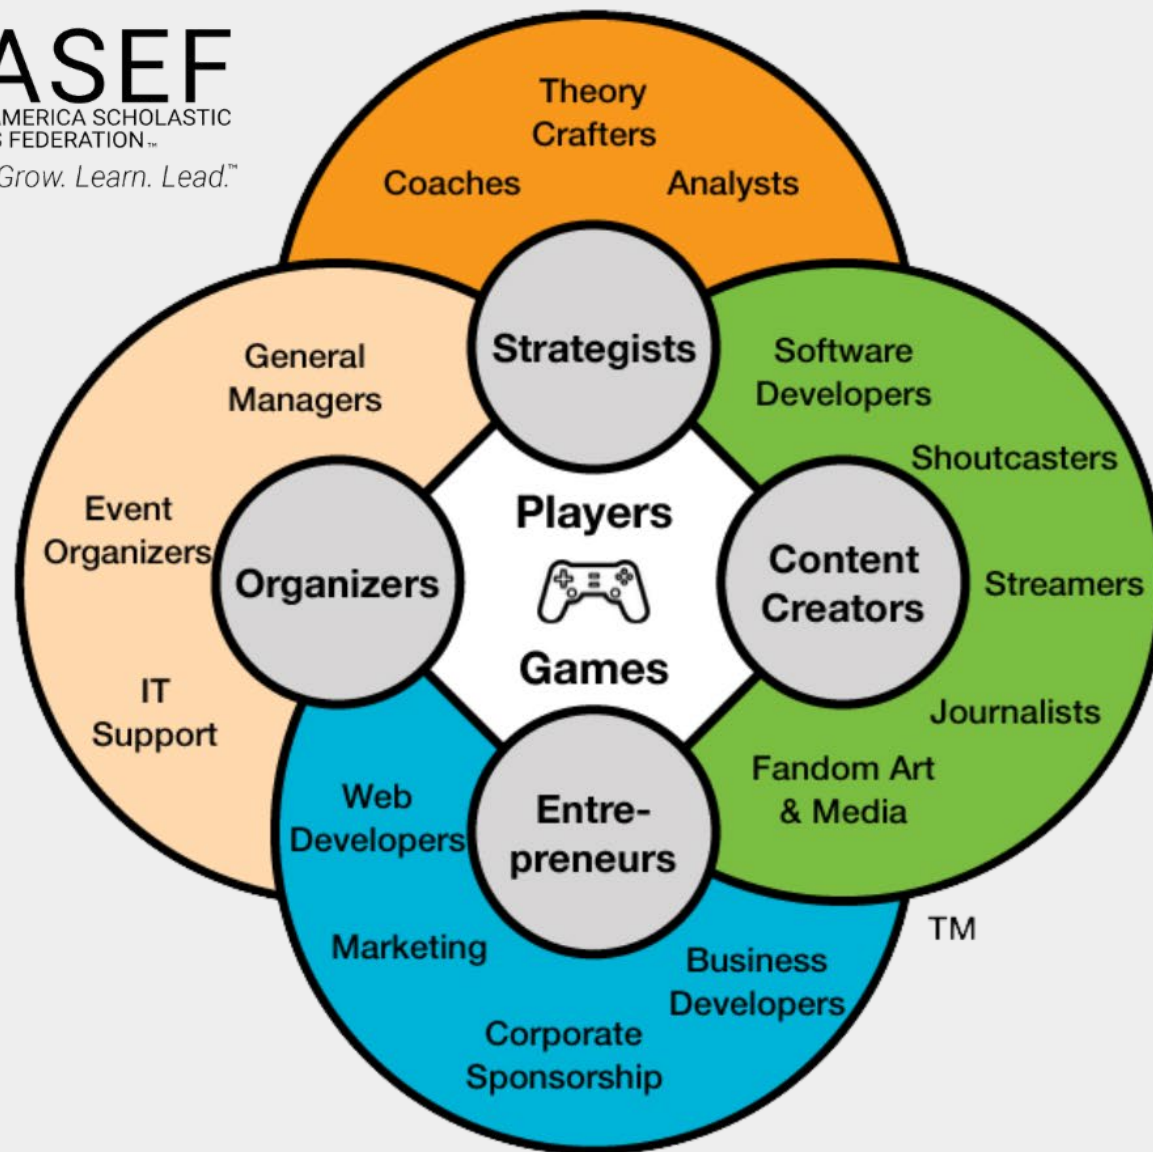 ASEF
AMERICA SCHOLASTIC
S FEDERATION™
Grow. Learn. Lead.™
Theory
Crafters
Coaches
Analysts
Strategists
General
Managers
Event
Organizers
IT
Support
Organizers
Players
Games
Software
Developers
Shoutcasters
Streamers
Journalists
Fandom Art
& Media
Content
Creators
Entre-
preneurs
Web
Developers
Marketing
Corporate
Sponsorship
Business
Developers
TM